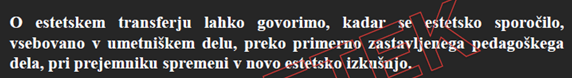 O estetskem transferju lahko govorimo, kadar se estetsko sporočilo,
vsebovano v umetniškem delu, preko primerno zastavljenega pedagoškega
dela, pri prejemniku spremeni v novo estetsko izkušnjo.